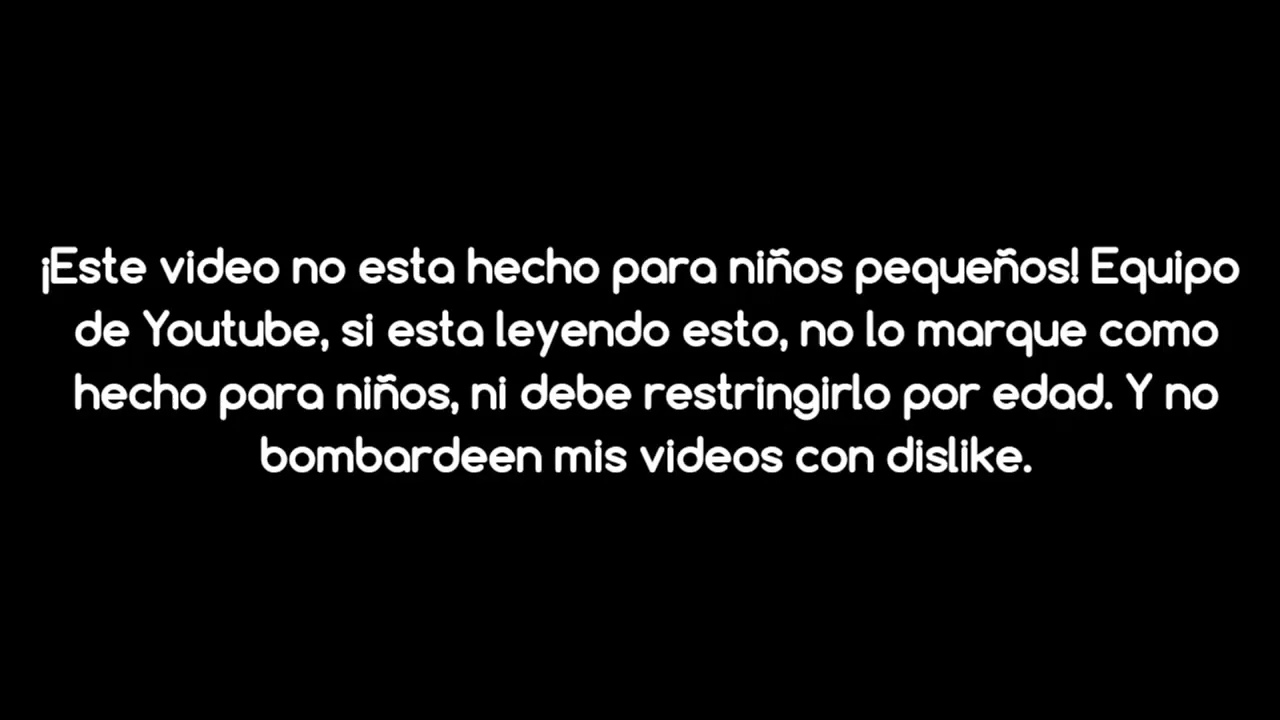 ¡Este video no esta hecho para niños pequeños! Equipo
de Youtube, si esta leyendo esto, no lo marque como
hecho para niños, ni debe restringirlo por edad. Y no
bombardeen mis videos con dislike.